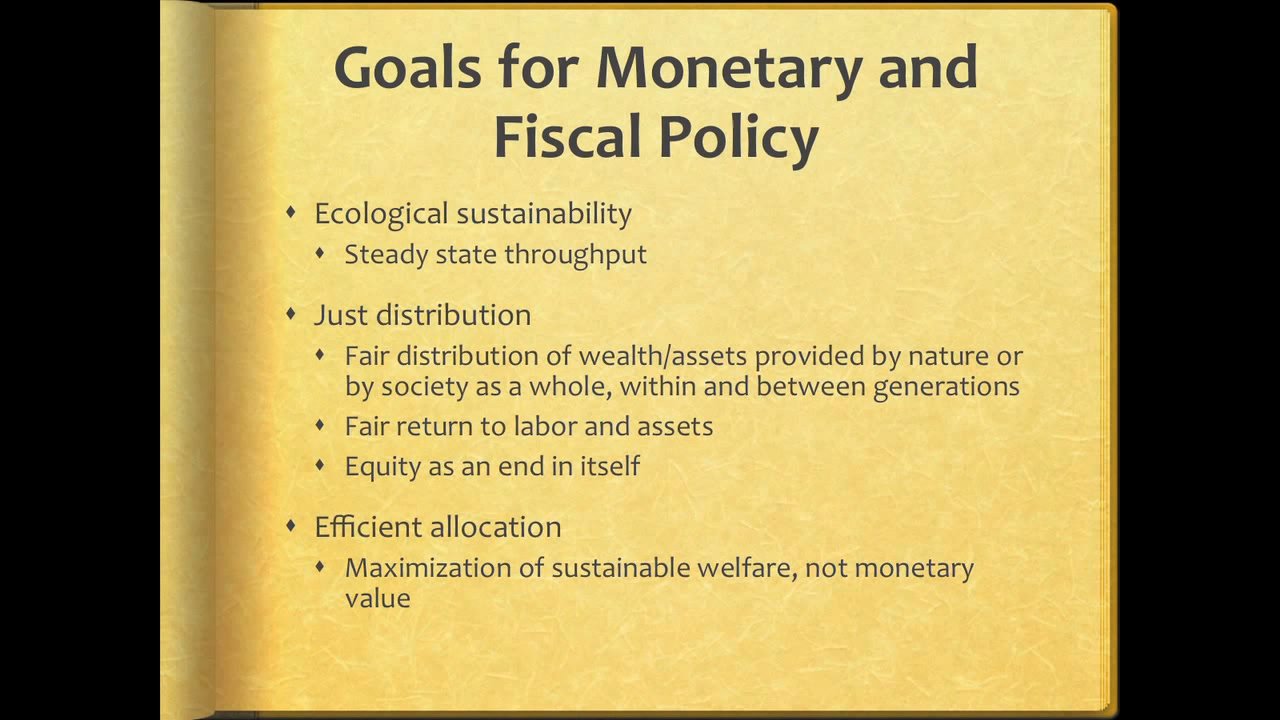 Goals for Monetary and
Fiscal Policy
Ecological sustainability
Steady state throughput
Just distribution
Fair distribution of wealth/assets provided by nature or
by society as a whole, within and between generations
Fair return to labor and assets
Equity as an end in itself
Efficient allocation
Maximization of sustainable welfare, not monetary
value